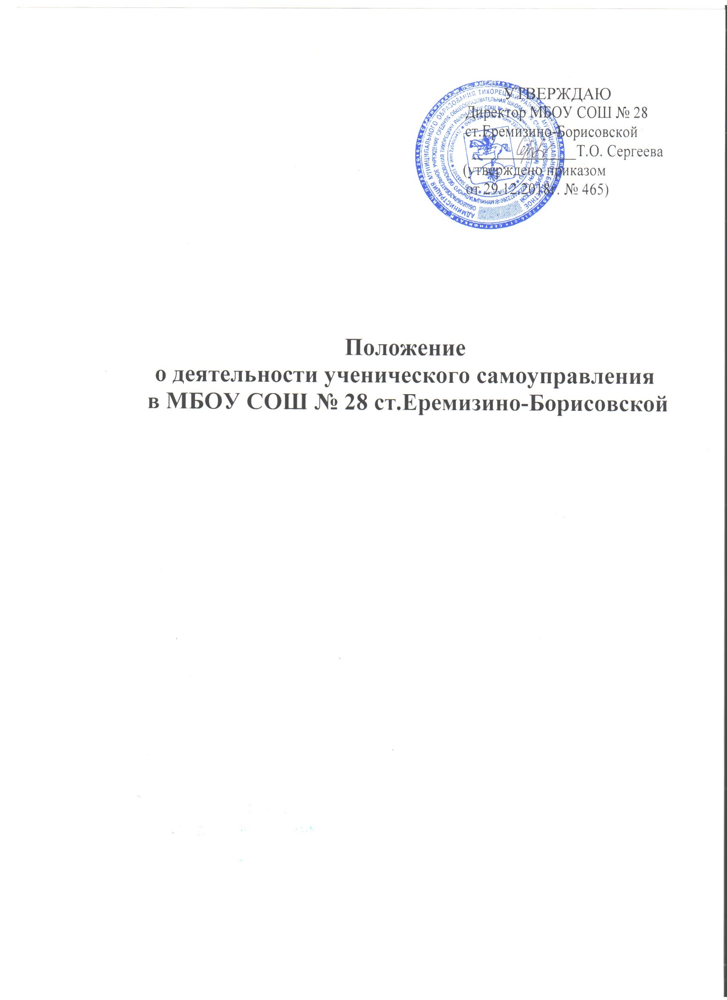 УТВЕРЖДАЮ
Директор МБОУ СОШ № 28
ст.Еремизино-Борисовской
Т.О. Сергеева
(утверждено приказом
от 29.12.2018г. № 465)
Положение
о деятельности ученического самоуправления
в МБОУ СОШ № 28 ст.Еремизино-Борисовской